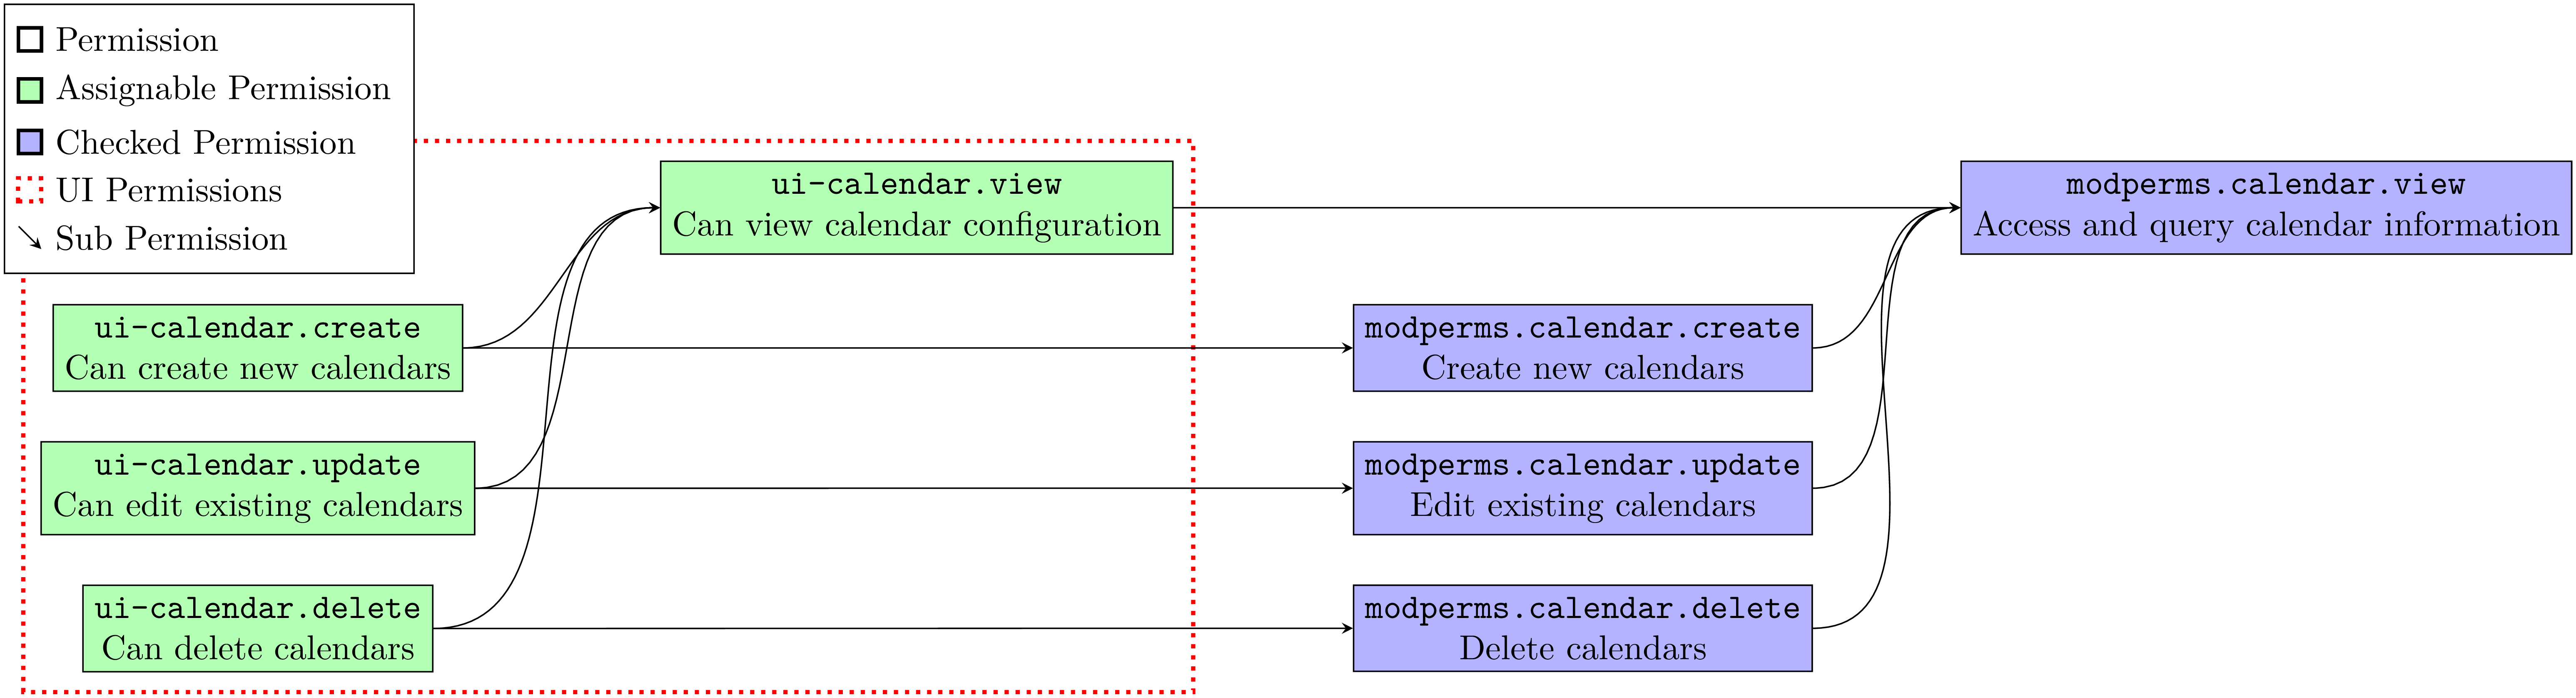 Permission
Assignable Permission
Checked Permission
UI Permissions
Sub Permission
ui-calendar.view
Can view calendar configuration
modperms.calendar.view
Access and query calendar information
ui-calendar.create
Can create new calendars
modperms.calendar.create
Create new calendars
ui-calendar.update
Can edit existing calendars
modperms.calendar.update
Edit existing calendars
ui-calendar.delete
Can delete calendars
modperms.calendar.delete
Delete calendars